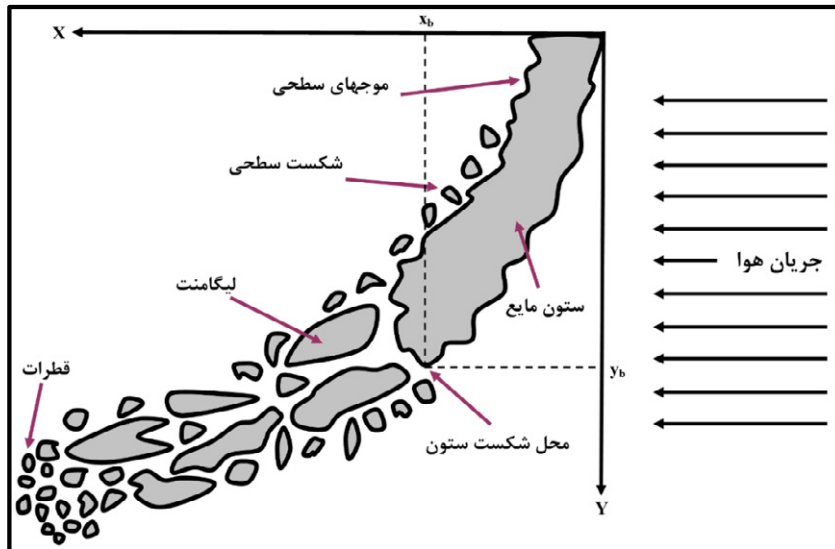 X
x_b
موجهای سطحی
شکست سطحی
جریان هوا
ستون مایع
لیگامنت
قطرات
y_b
محل شکست ستون
Y